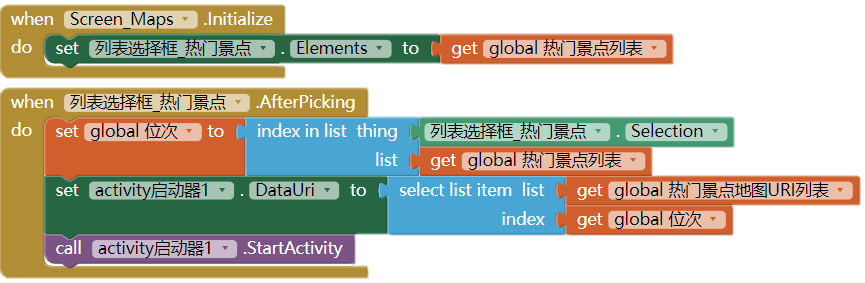 when Screen_Maps .Initialize
do set 列表选择框_热门景点 . Elements to get global 热门景点列表
when 列表选择框_热门景点 .AfterPicking
do set global 位次 to index in list thing 列表选择框_热门景点 . Selection
list get global 热门景点列表
set activity启动器1 . DataUri to select list item list get global 热门景点地图URI列表
index get global 位次
call activity启动器1 .StartActivity